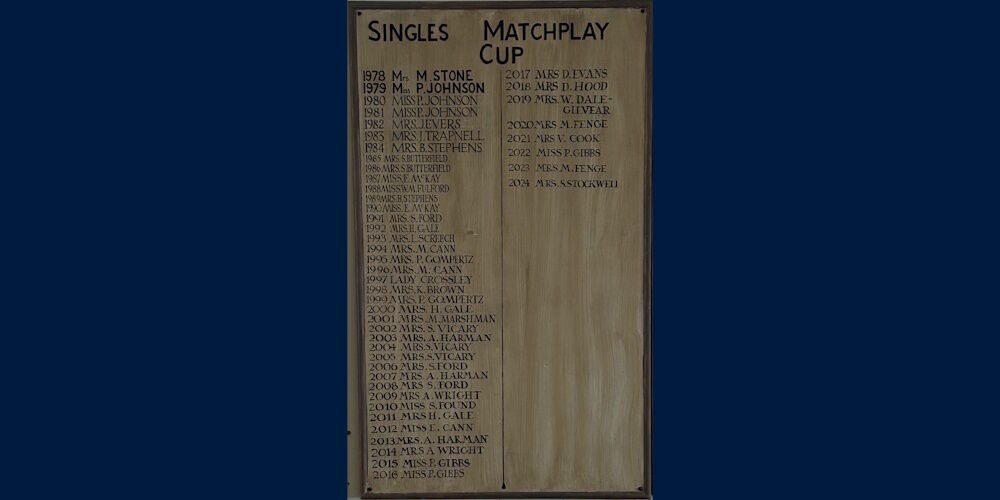 SINGLES MATCHPLAY
CUP
1978 Mrs M. STONE
1979 Miss P. JOHNSON
1980 MISS P. JOHNSON
1981 MISS P. JOHNSON
1982 MRS. J. EVERS
1983 MRS. J. TRAPNELL
1984 MRS. B. STEPHENS
1985 MRS. S. BUTTERFIELD
1986 MRS. S. BUTTERFIELD
1987 MISS. E. McKAY
1988 MISS W.M. FULFORD
1989 MRS. B. STEPHENS
1990 MISS. E. McKAY
1991 MRS. S. FORD
1992 MRS. H. GALE
1993 MRS. L. SCREECH
1994 MRS. M. CANN
1995 MRS. P. GOMPERTZ
1996 MRS. M. CANN
1997 LADY CROSSLEY
1998 MRS. K. BROWN
1999 MRS. P. GOMPERTZ
2000 MRS. H. GALE
2001 MRS. M. MARSHMAN
2002 MRS. S. VICARY
2003 MRS. A. HARMAN
2004 MRS. S. VICARY
2005 MRS. S. VICARY
2006 MRS. S. FORD
2007 MRS. A. HARMAN
2008 MRS S. FORD
2009 MRS A. WRIGHT
2010 MISS S. FOUND
2011 MRS H. GALE
2012 MISS E. CANN
2013 MRS. A. HARMAN
2014 MRS A WRIGHT
2015 MISS P. GIBBS
2016 MISS P. GIBBS
2017 MRS D. EVANS
2018 MRS D. HOOD
2019 MRS. W. DALE-
GILVEAR
2020 MRS M. FENGE
2021 MRS V. COOK
2022 MISS P. GIBBS
2023 MRS M. FENGE
2024 MRS. S. STOCKWELL